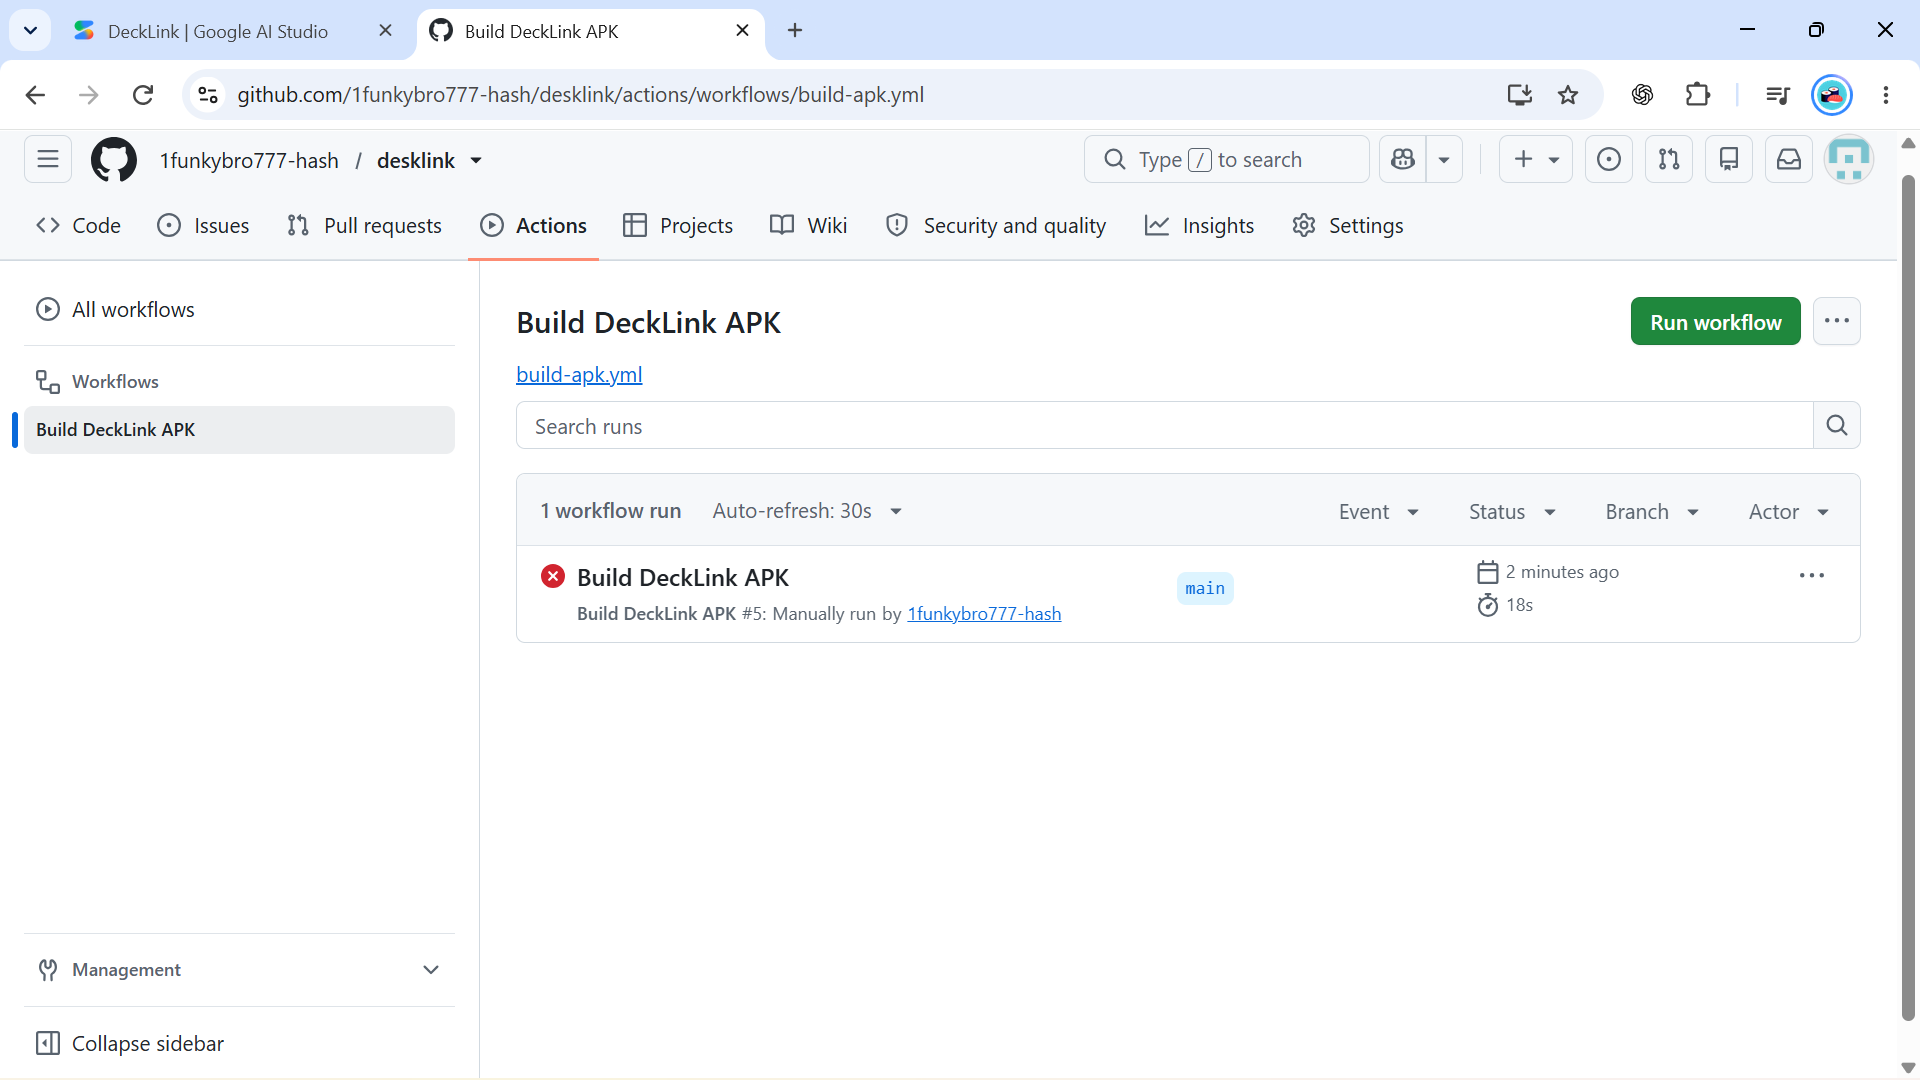 DeckLink | Google AI Studio
Build DeckLink APK
github.com/1funkybro777-hash/desklink/actions/workflows/build-apk.yml
1funkybro777-hash / desklink
Type / to search
Code
Issues
Pull requests
Actions
Projects
Wiki
Security and quality
Insights
Settings
All workflows
Workflows
Build DeckLink APK
Management
Collapse sidebar
Build DeckLink APK
Run workflow
build-apk.yml
Search runs
1 workflow run
Auto-refresh: 30s
Event
Status
Branch
Actor
Build DeckLink APK
Build DeckLink APK #5: Manually run by 1funkybro777-hash
main
2 minutes ago
18s